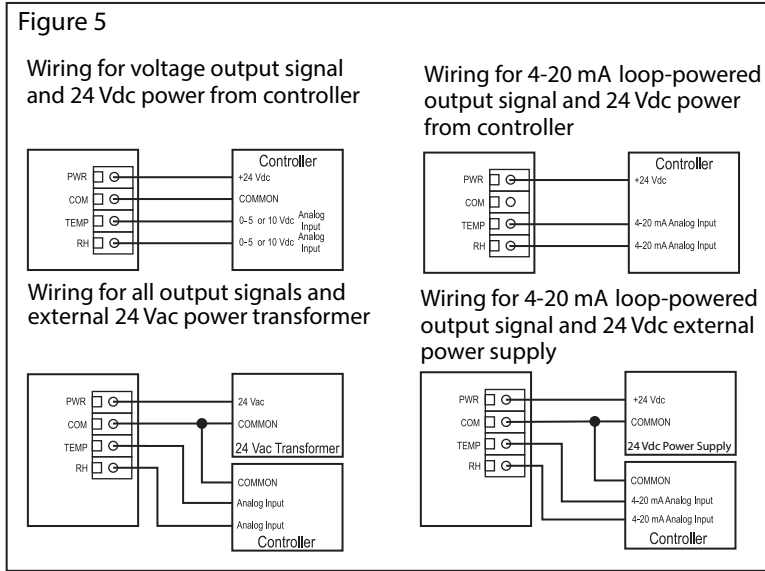 Figure 5
Wiring for voltage output signal
and 24 Vdc power from controller
PWR
COM
TEMP
RH
Controller
+24 Vdc
COMMON
0-5 or 10 Vdc Analog Input
0-5 or 10 Vdc Analog Input
Wiring for 4-20 mA loop-powered
output signal and 24 Vdc power
from controller
PWR
COM
TEMP
RH
Controller
+24 Vdc
4-20 mA Analog Input
4-20 mA Analog Input
Wiring for all output signals and
external 24 Vac power transformer
PWR
COM
TEMP
RH
24 Vac
COMMON
24 Vac Transformer
COMMON
Analog Input
Analog Input
Controller
Wiring for 4-20 mA loop-powered
output signal and 24 Vdc external
power supply
PWR
COM
TEMP
RH
+24 Vdc
COMMON
24 Vdc Power Supply
COMMON
4-20 mA Analog Input
4-20 mA Analog Input
Controller